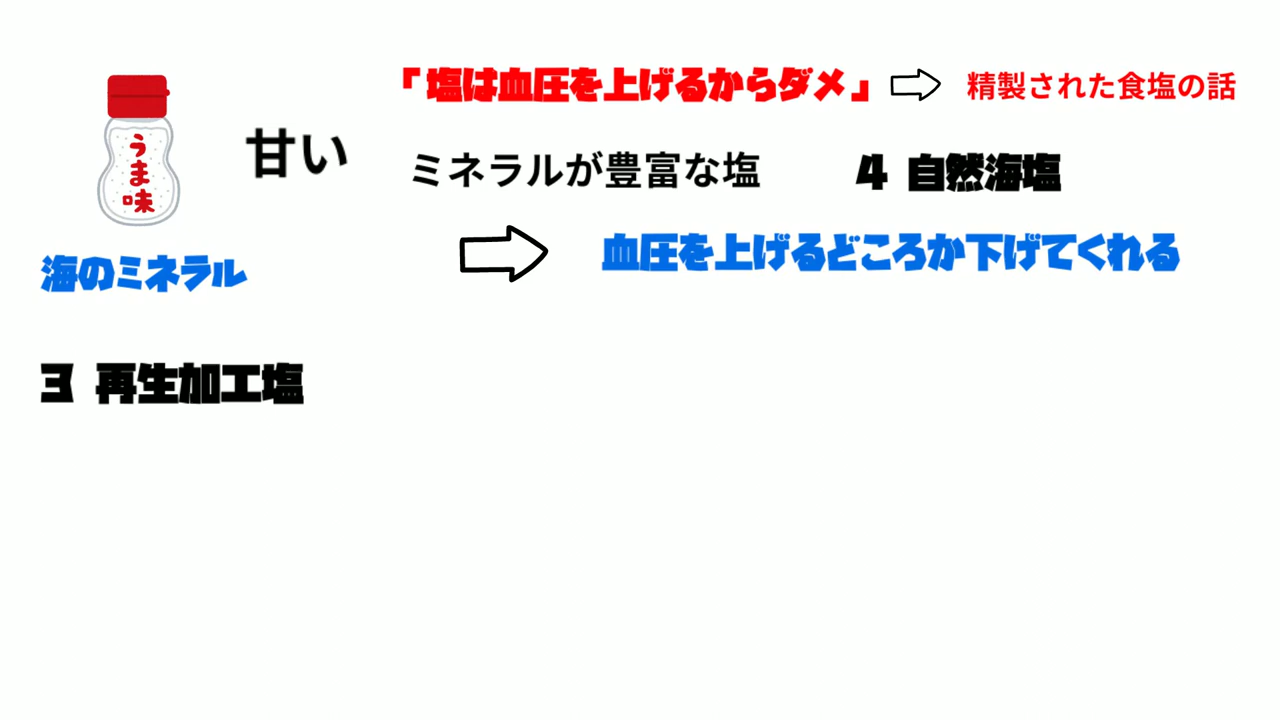 「塩は血圧を上げるからダメ」
精製された食塩の話
うま味
甘い
ミネラルが豊富な塩
4 自然海塩
血圧を上げるどころか下げてくれる
海のミネラル
3 再生加工塩